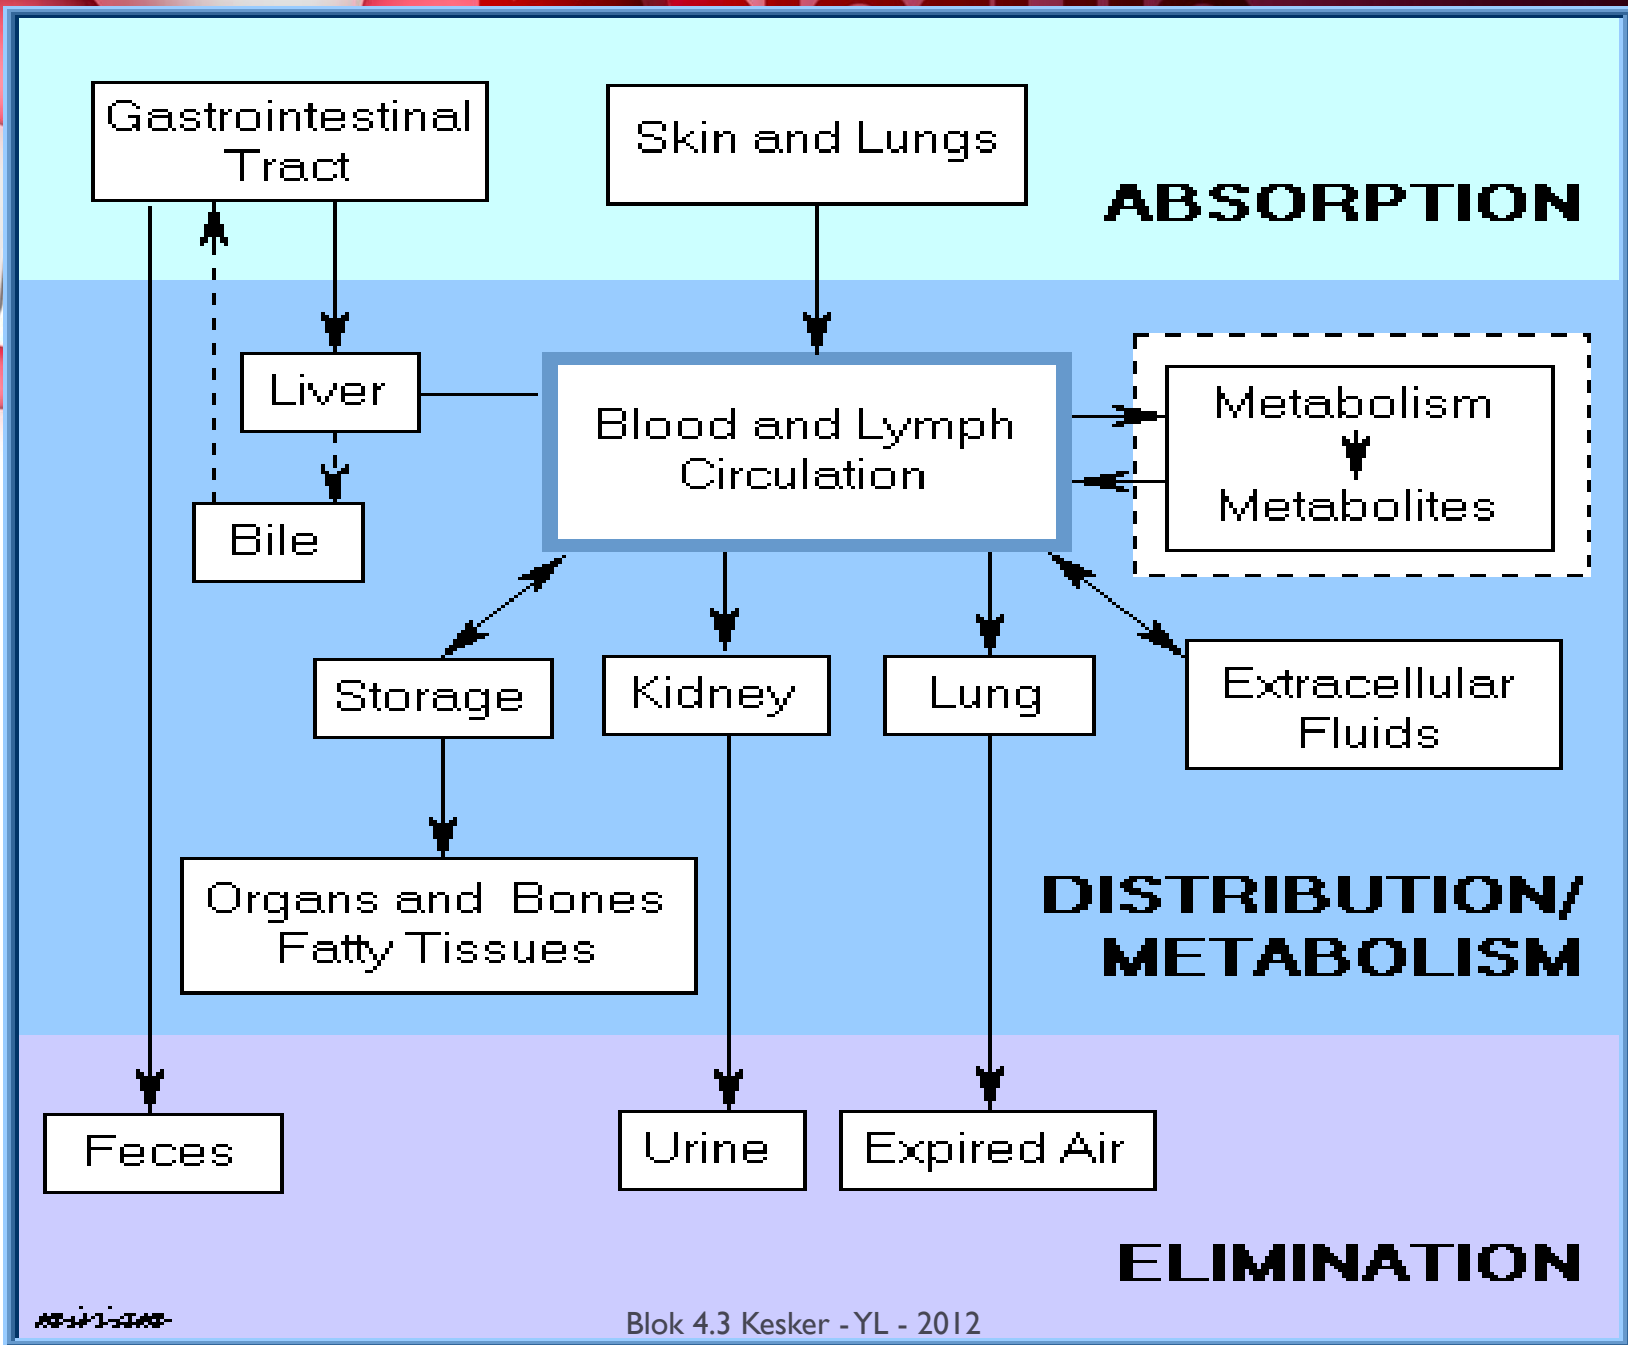 Gastrointestinal
Tract
Skin and Lungs
ABSORPTION
Liver
Blood and Lymph
Circulation
Metabolism
Metabolites
Bile
Storage
Kidney
Lung
Extracellular
Fluids
Organs and Bones
Fatty Tissues
DISTRIBUTION/
METABOLISM
Feces
Urine
Expired Air
ELIMINATION
Blok 4.3 Kesker - YL - 2012